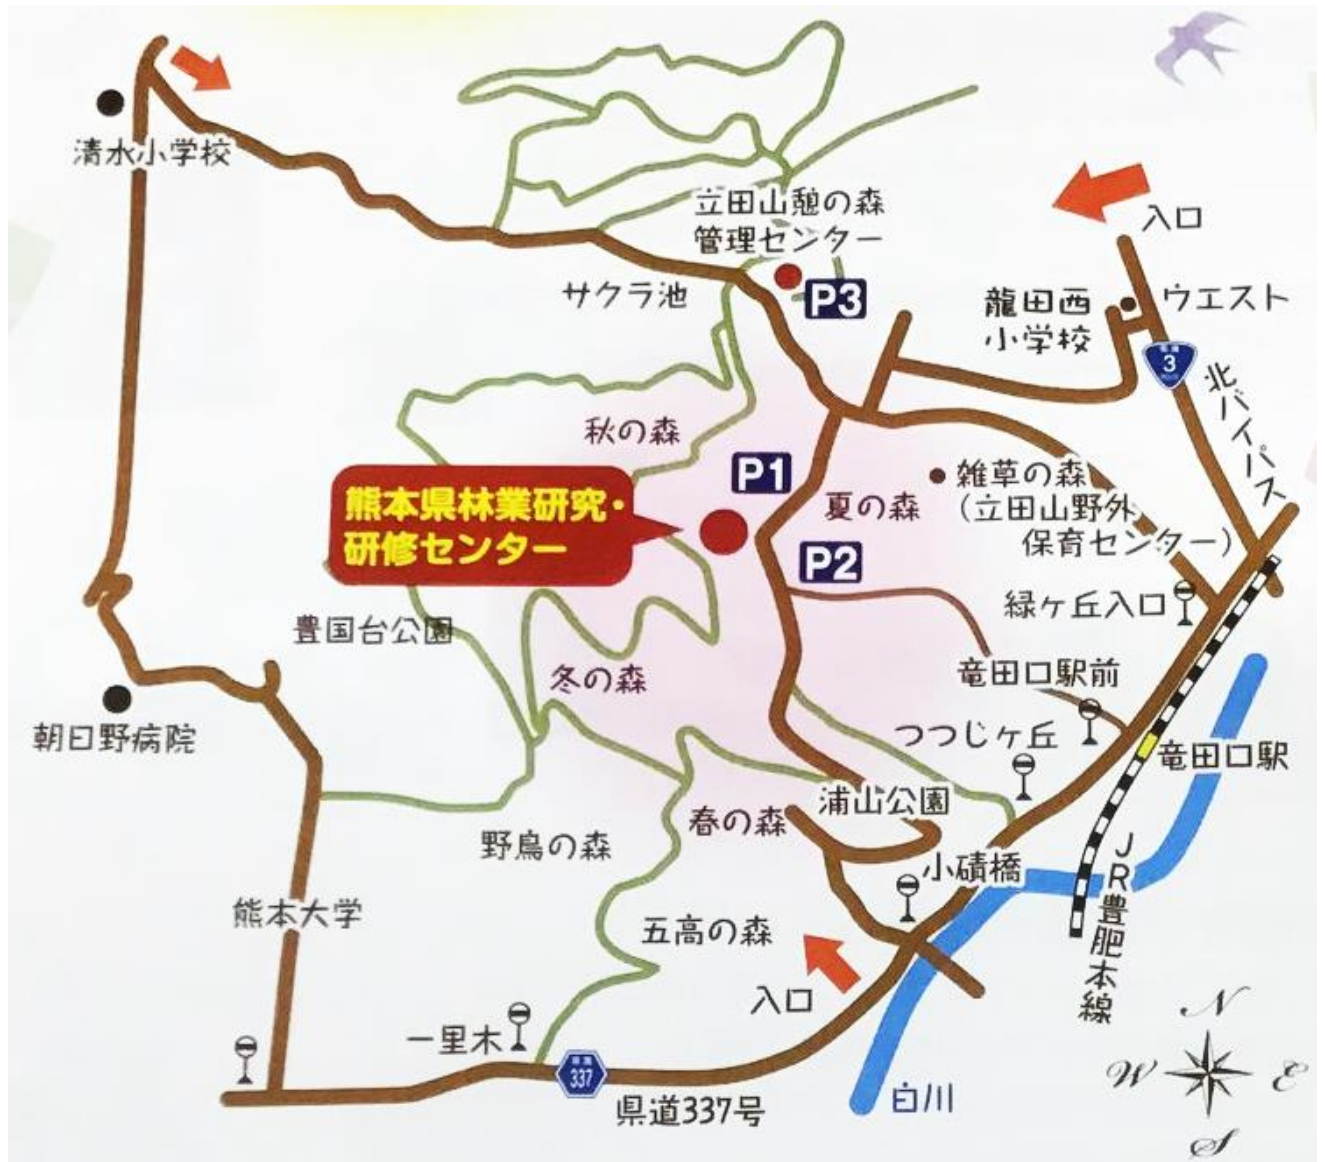 清水小学校
入口
立田山憩の森
管理センター
サクラ池
P3
龍田西
小学校
ウエスト
3
北バイパス
秋の森
P1
熊本県林業研究・
研修センター
夏の森
雑草の森
(立田山野外
保育センター)
P2
緑ヶ丘入口
豊国台公園
冬の森
竜田口駅前
朝日野病院
つつじヶ丘
竜田口駅
浦山公園
春の森
野鳥の森
小磧橋
JR豊肥本線
熊本大学
五高の森
入口
一里木
337
県道337号
白川
N
W
E
S